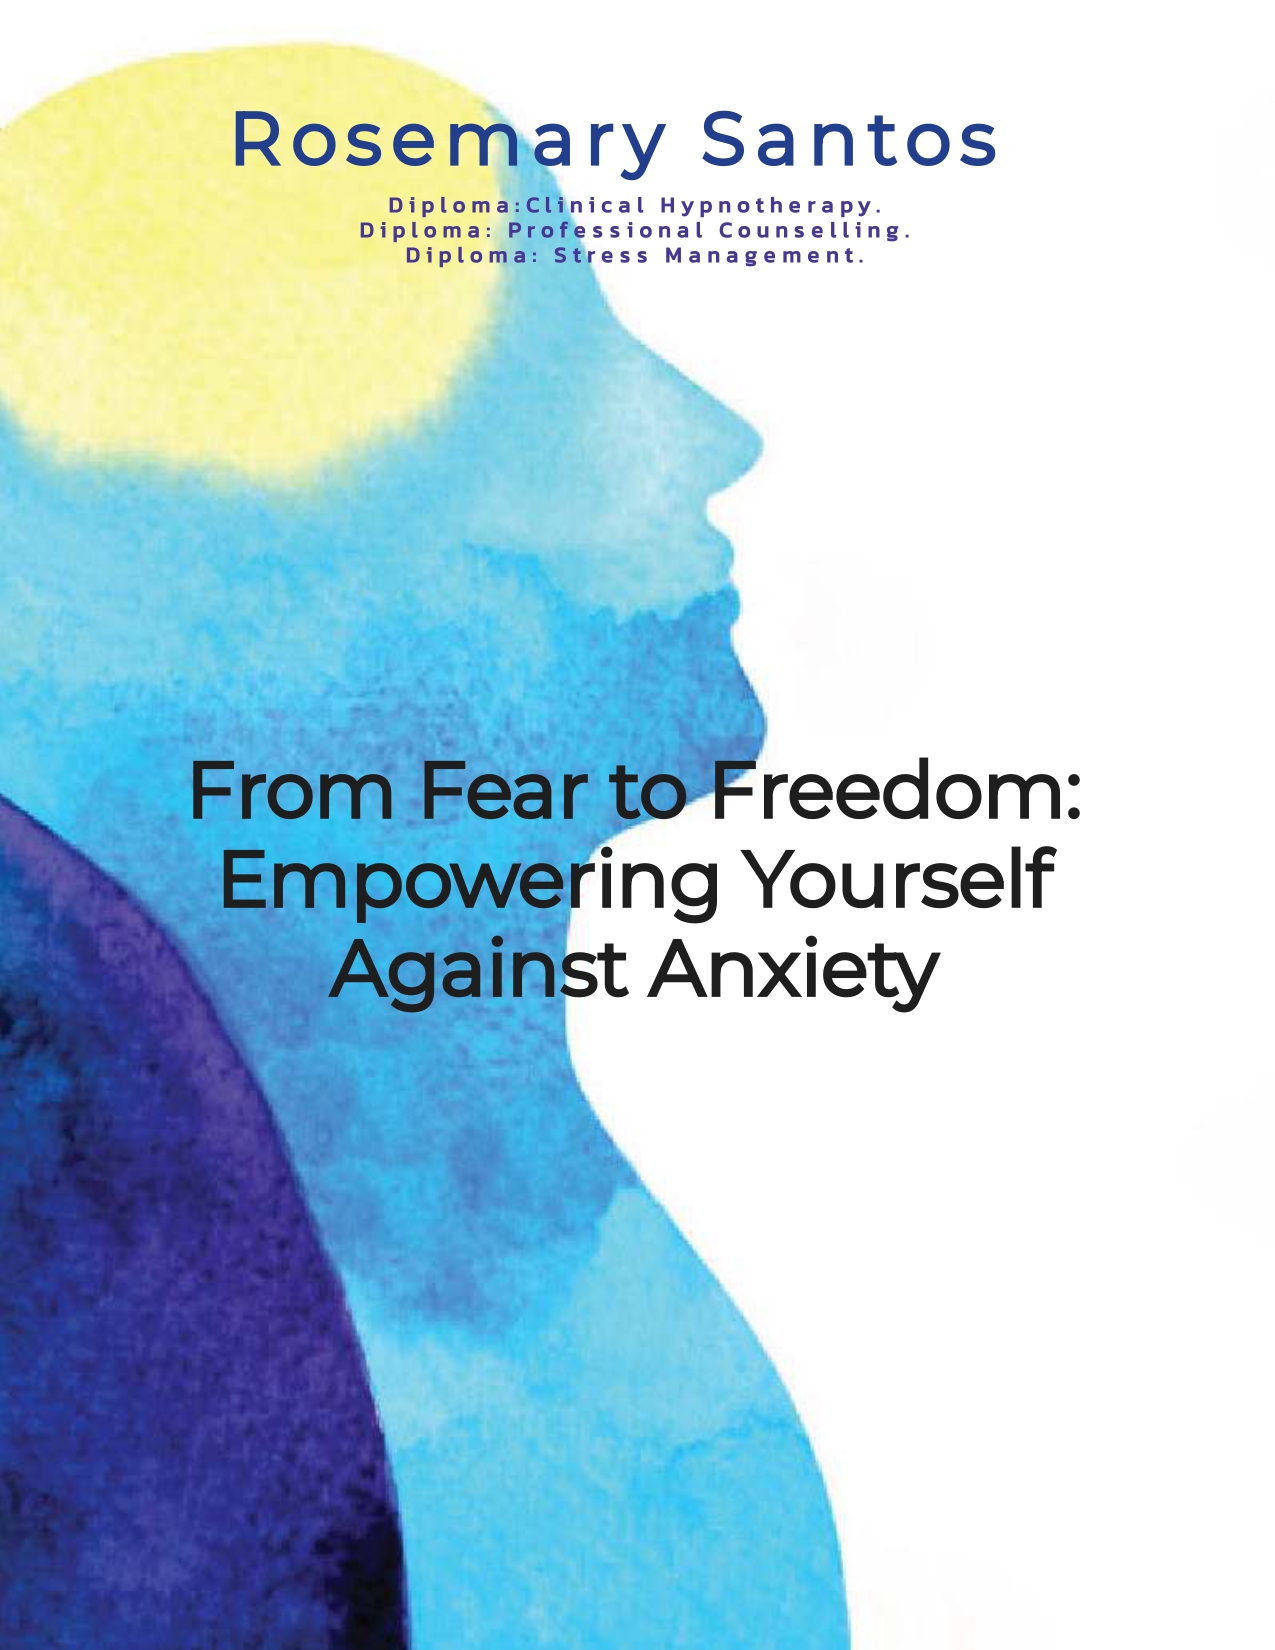 Rosemary Santos
Diploma:Clinical Hypnotherapy.
Diploma: Professional Counselling.
Diploma: Stress Management.
From Fear to Freedom:
Empowering Yourself
Against Anxiety